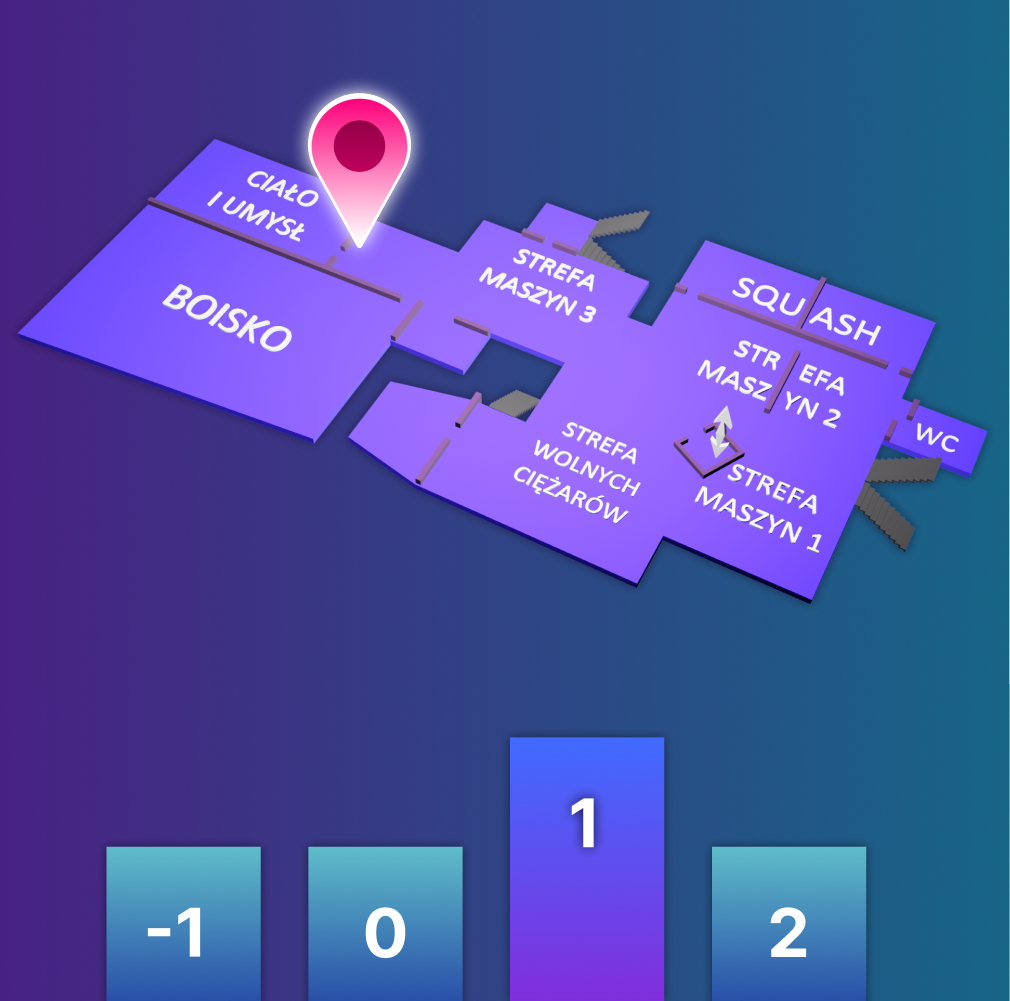 CIAŁO
I UMYSŁ
BOISKO
STREFA
MASZYN 3
SQUASH
STREFA
MASZYN 2
WC
STREFA
WOLNYCH
CIĘŻARÓW
STREFA
MASZYN 1
-1
0
1
2